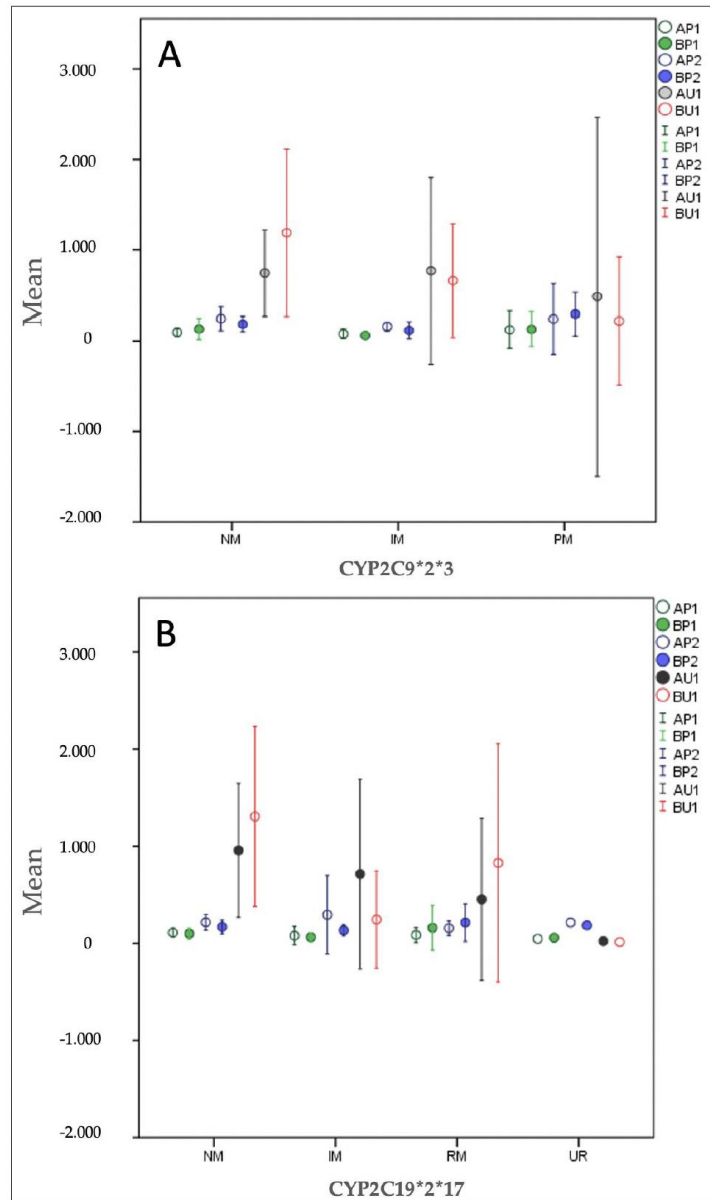 A
3.000
2.000
1.000
0
-1.000
-2.000
Mean
NM
IM
PM
CYP2C9*2*3
AP1
BP1
AP2
BP2
AU1
BU1
AP1
BP1
AP2
BP2
AU1
BU1
B
3.000
2.000
1.000
0
-1.000
-2.000
Mean
NM
IM
RM
UR
CYP2C19*2*17
AP1
BP1
AP2
BP2
AU1
BU1
AP1
BP1
AP2
BP2
AU1
BU1